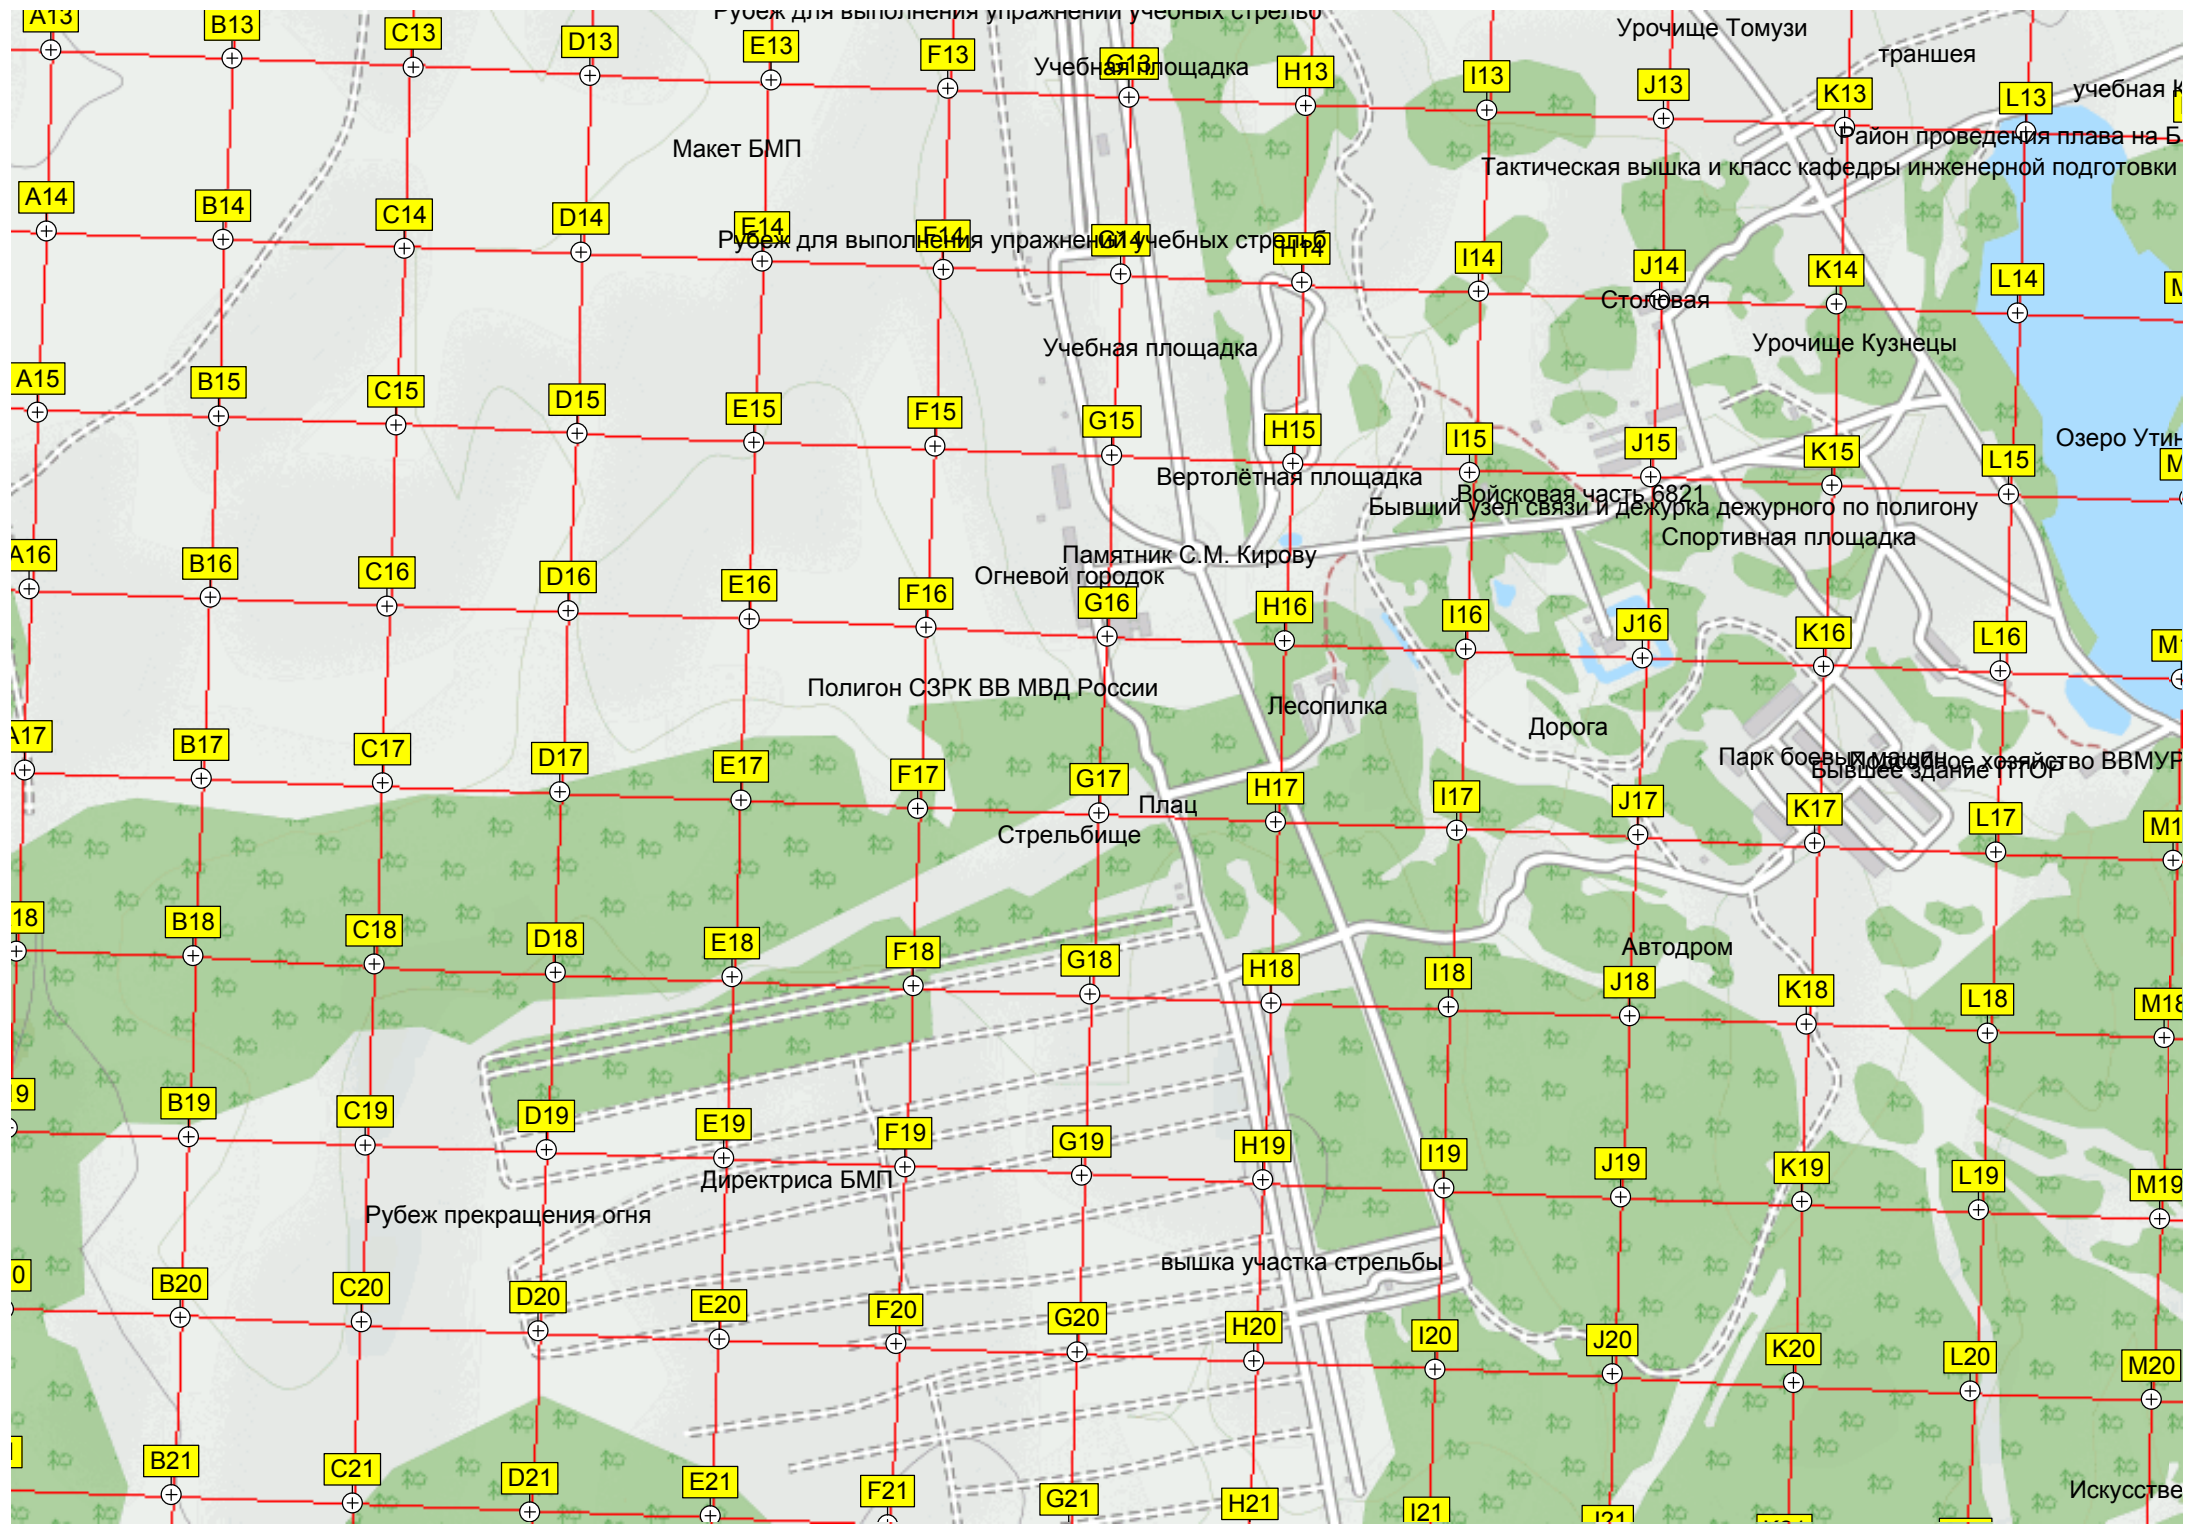 Рубеж для выполнения упражнений учебных стрельб
A13 B13 C13 D13 E13 F13 G13 H13 I13 J13 K13 L13
Урочище Томузи
траншея
Учебная площадка
учебная
Макет БМП
Район проведения плава на Б
Тактическая вышка и класс кафедры инженерной подготовки
A14 B14 C14 D14 E14 F14 G14 H14 I14 J14 K14 L14
Рубеж для выполнения упражнений учебных стрельб
Столовая
Учебная площадка
Урочище Кузнецы
A15 B15 C15 D15 E15 F15 G15 H15 I15 J15 K15 L15
Озеро Утин
Вертолётная площадка
Войсковая часть 6821
Бывший узел связи и дежурка дежурного по полигону
Спортивная площадка
Памятник С.М. Кирову
Огневой городок
A16 B16 C16 D16 E16 F16 G16 H16 I16 J16 K16 L16
Полигон СЗРК ВВ МВД России
Лесопилка
Дорога
A17 B17 C17 D17 E17 F17 G17 H17 I17 J17 K17 L17
Парк боевых машин
Подсобное хозяйство ВВМУР
Бывшее здание ПТОР
Плац
Стрельбище
18 B18 C18 D18 E18 F18 G18 H18 I18 J18 K18 L18 M18
Автодром
19 B19 C19 D19 E19 F19 G19 H19 I19 J19 K19 L19 M19
Директриса БМП
Рубеж прекращения огня
вышка участка стрельбы
B20 C20 D20 E20 F20 G20 H20 I20 J20 K20 L20 M20
B21 C21 D21 E21 F21 G21 H21 I21 J21
Искусстве